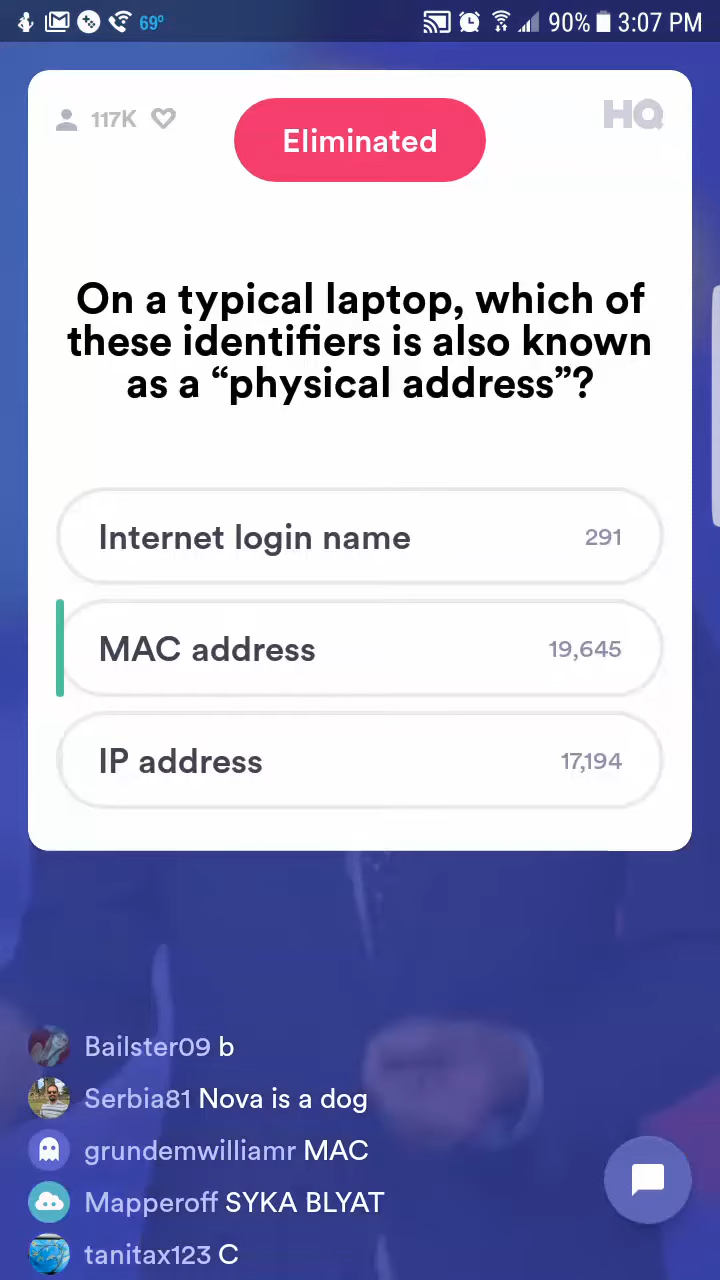 69° 90% 3:07 PM
117K Eliminated HQ
On a typical laptop, which of
these identifiers is also known
as a “physical address”?
Internet login name 291
MAC address 19,645
IP address 17,194
Bailster09 b
Serbia81 Nova is a dog
grundemwilliamr MAC
Mapperoff SYKA BLYAT
tanitax123 C